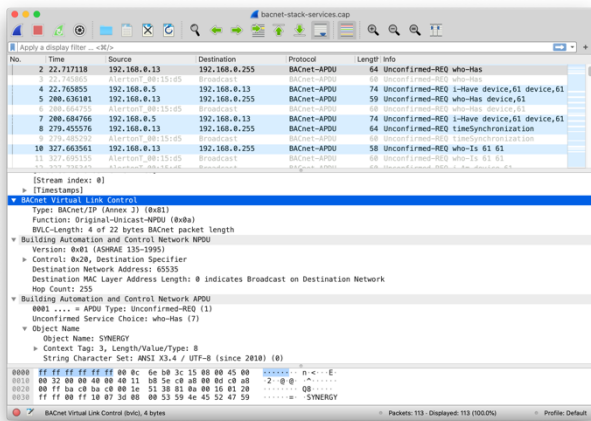 bacnet-stack-services.cap
Apply a display filter ... <⌘/>
No. Time Source Destination Protocol Length Info
2 22.717118 192.168.0.13 192.168.0.255 BACnet-APDU 64 Unconfirmed-REQ who-Has
3 22.745865 AlertonT_00:15:d5 Broadcast BACnet-APDU 60 Unconfirmed-REQ who-Has
4 22.765855 192.168.0.5 192.168.0.13 BACnet-APDU 74 Unconfirmed-REQ i-Have device,61 device,61
5 200.636101 192.168.0.13 192.168.0.255 BACnet-APDU 59 Unconfirmed-REQ who-Has device,61
6 200.664755 AlertonT_00:15:d5 Broadcast BACnet-APDU 60 Unconfirmed-REQ who-Has device,61
7 200.684766 192.168.0.5 192.168.0.13 BACnet-APDU 74 Unconfirmed-REQ i-Have device,61 device,61
8 279.455576 192.168.0.13 192.168.0.255 BACnet-APDU 64 Unconfirmed-REQ timeSynchronization
9 279.485292 AlertonT_00:15:d5 Broadcast BACnet-APDU 60 Unconfirmed-REQ timeSynchronization
10 327.663561 192.168.0.13 192.168.0.255 BACnet-APDU 58 Unconfirmed-REQ who-Is 61 61
11 327.695155 AlertonT_00:15:d5 Broadcast BACnet-APDU 60 Unconfirmed-REQ who-Is 61 61
[Stream index: 0]
[Timestamps]
BACnet Virtual Link Control
Type: BACnet/IP (Annex J) (0x81)
Function: Original-Unicast-NPDU (0x0a)
BVLC-Length: 4 of 22 bytes BACnet packet length
Building Automation and Control Network NPDU
Version: 0x01 (ASHRAE 135-1995)
Control: 0x20, Destination Specifier
Destination Network Address: 65535
Destination MAC Layer Address Length: 0 indicates Broadcast on Destination Network
Hop Count: 255
Building Automation and Control Network APDU
0001 .... = APDU Type: Unconfirmed-REQ (1)
Unconfirmed Service Choice: who-Has (7)
Object Name
Object Name: SYNERGY
Context Tag: 3, Length/Value/Type: 8
String Character Set: ANSI X3.4 / UTF-8 (since 2010) (0)
0000 ff ff ff ff ff ff 00 0c 6e b0 3c 15 08 00 45 00 ······ n·<···E·
0010 00 32 00 00 40 00 40 11 b8 5e c0 a8 00 0d c0 a8 ·2··@·@· ·^······
0020 00 ff ba c0 ba c0 00 1e 51 38 81 0a 00 16 01 20 ········ Q8·····
0030 ff ff 00 ff 10 07 3d 08 00 53 59 4e 45 52 47 59 ······=· ·SYNERGY
BACnet Virtual Link Control (bvlc), 4 bytes
Packets: 113 · Displayed: 113 (100.0%)
Profile: Default